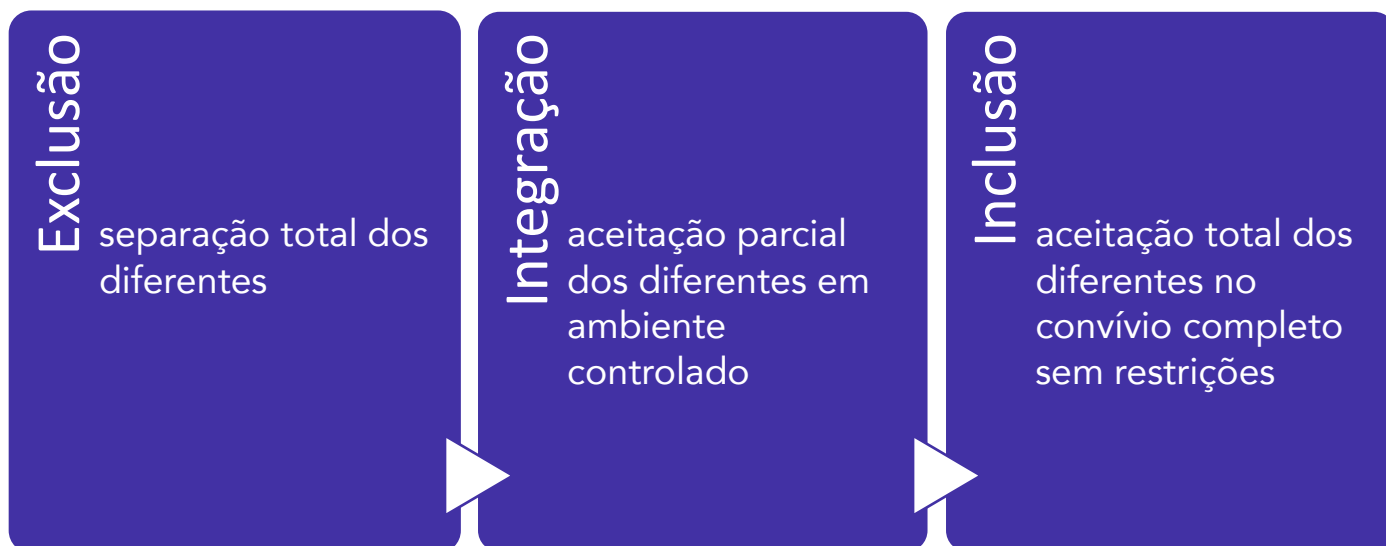 Exclusão
separação total dos
diferentes
Integração
aceitação parcial
dos diferentes em
ambiente
controlado
Inclusão
aceitação total dos
diferentes no
convívio completo
sem restrições